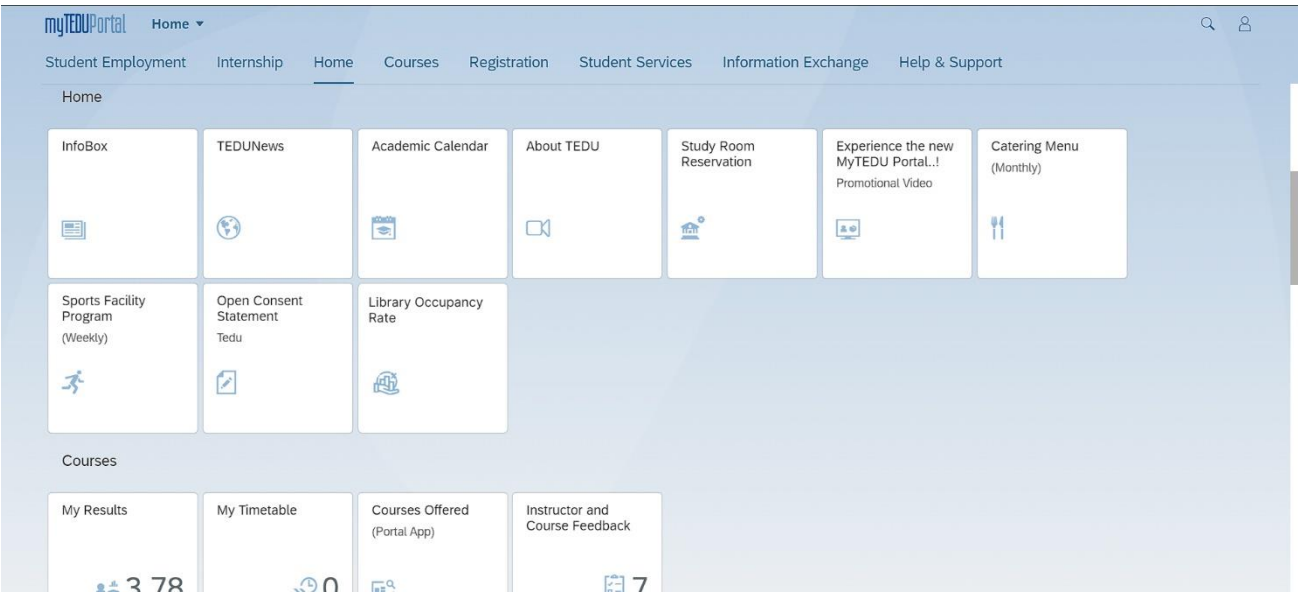 myTEDUPortal Home
Student Employment Internship Home Courses Registration Student Services Information Exchange Help & Support
Home
InfoBox
TEDUNews
Academic Calendar
About TEDU
Study Room
Reservation
Experience the new
MyTEDU Portal..!
Promotional Video
Catering Menu
(Monthly)
Sports Facility
Program
(Weekly)
Open Consent
Statement
Tedu
Library Occupancy
Rate
Courses
My Results
3.78
My Timetable
0
Courses Offered
(Portal App)
Instructor and
Course Feedback
7